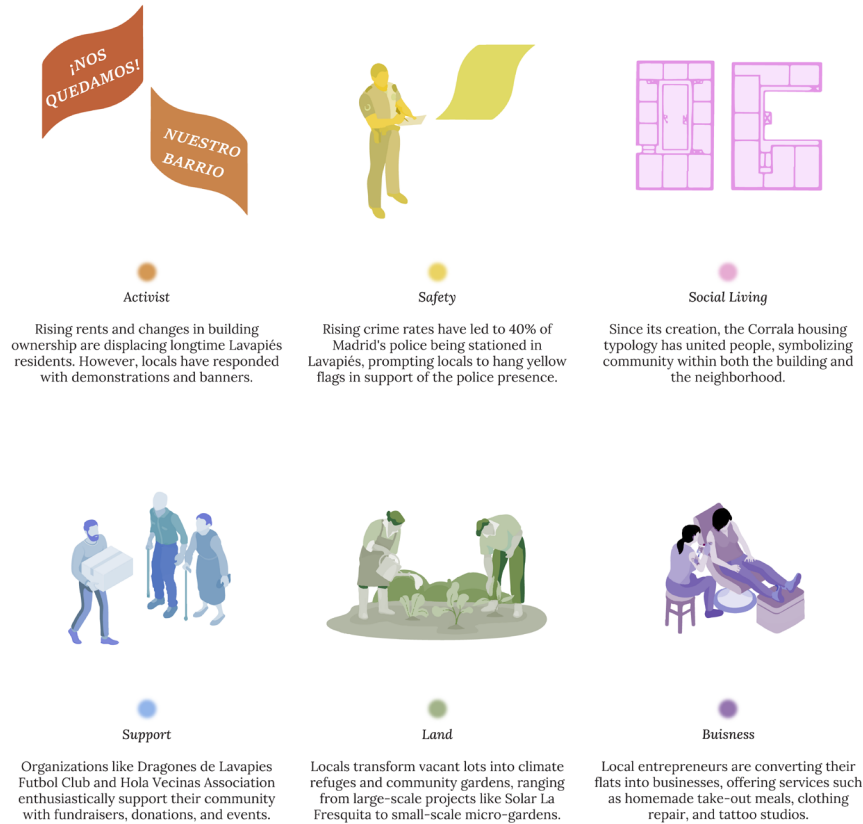 ¡NOS
QUEDAMOS!
NUESTRO
BARRIO
Activist
Rising rents and changes in building
ownership are displacing longtime Lavapiés
residents. However, locals have responded
with demonstrations and banners.
Safety
Rising crime rates have led to 40% of
Madrid's police being stationed in
Lavapiés, prompting locals to hang yellow
flags in support of the police presence.
Social Living
Since its creation, the Corrala housing
typology has united people, symbolizing
community within both the building and
the neighborhood.
Support
Organizations like Dragones de Lavapies
Futbol Club and Hola Vecinas Association
enthusiastically support their community
with fundraisers, donations, and events.
Land
Locals transform vacant lots into climate
refuges and community gardens, ranging
from large-scale projects like Solar La
Fresquita to small-scale micro-gardens.
Buisness
Local entrepreneurs are converting their
flats into businesses, offering services such
as homemade take-out meals, clothing
repair, and tattoo studios.